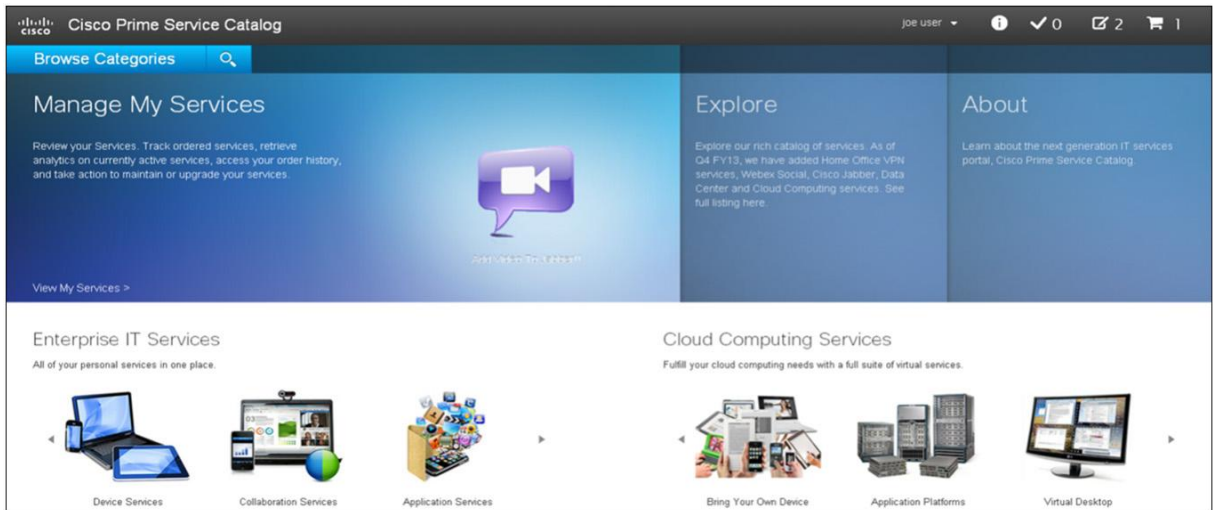 cisco Cisco Prime Service Catalog
joe user 0 2 1
Browse Categories
Manage My Services
Review your Services. Track ordered services, retrieve
analytics on currently active services, access your order history,
and take action to maintain or upgrade your services.
Add Video To Jabber!!
View My Services >
Explore
Explore our rich catalog of services. As of
Q4 FY13, we have added Home Office VPN
services, Webex Social, Cisco Jabber, Data
Center and Cloud Computing services. See
full listing here.
About
Learn about the next generation IT services
portal, Cisco Prime Service Catalog
Enterprise IT Services
All of your personal services in one place.
Device Services
Collaboration Services
Application Services
Cloud Computing Services
Fulfill your cloud computing needs with a full suite of virtual services.
Bring Your Own Device
Application Platforms
Virtual Desktop